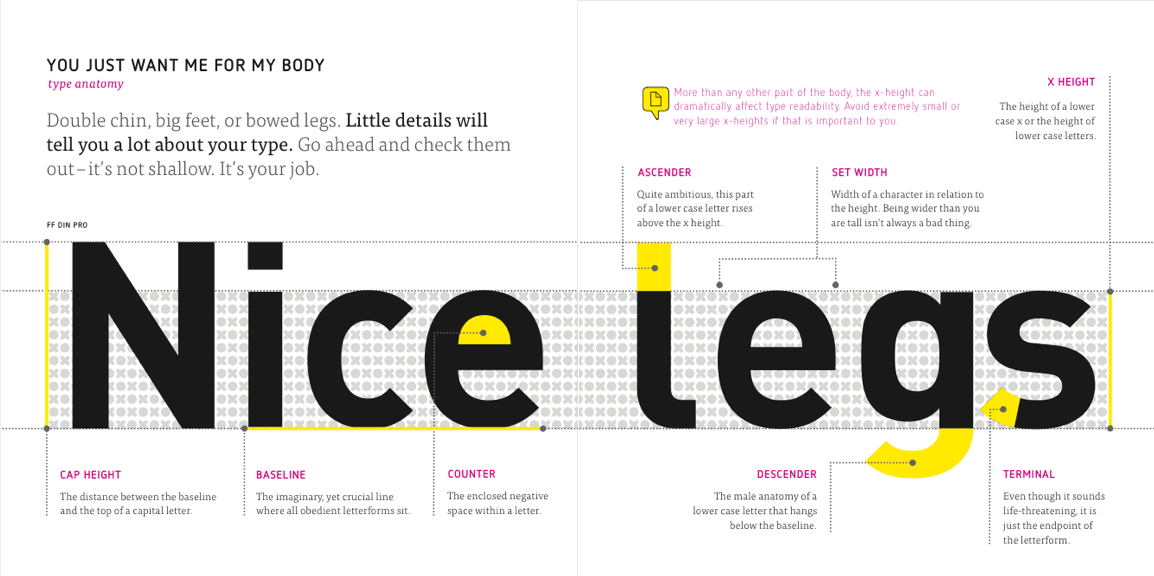 YOU JUST WANT ME FOR MY BODY
type anatomy
Double chin, big feet, or bowed legs. Little details will
tell you a lot about your type. Go ahead and check them
out–it's not shallow. It's your job.
FF DIN PRO
Nice legs
CAP HEIGHT
The distance between the baseline
and the top of a capital letter.
BASELINE
The imaginary, yet crucial line
where all obedient letterforms sit.
COUNTER
The enclosed negative
space within a letter.
More than any other part of the body, the x-height can
dramatically affect type readability. Avoid extremely small or
very large x-heights if that is important to you.
X HEIGHT
The height of a lower
case x or the height of
lower case letters.
ASCENDER
Quite ambitious, this part
of a lower case letter rises
above the x height.
SET WIDTH
Width of a character in relation to
the height. Being wider than you
are tall isn't always a bad thing.
DESCENDER
The male anatomy of a
lower case letter that hangs
below the baseline.
TERMINAL
Even though it sounds
life-threatening, it is
just the endpoint of
the letterform.